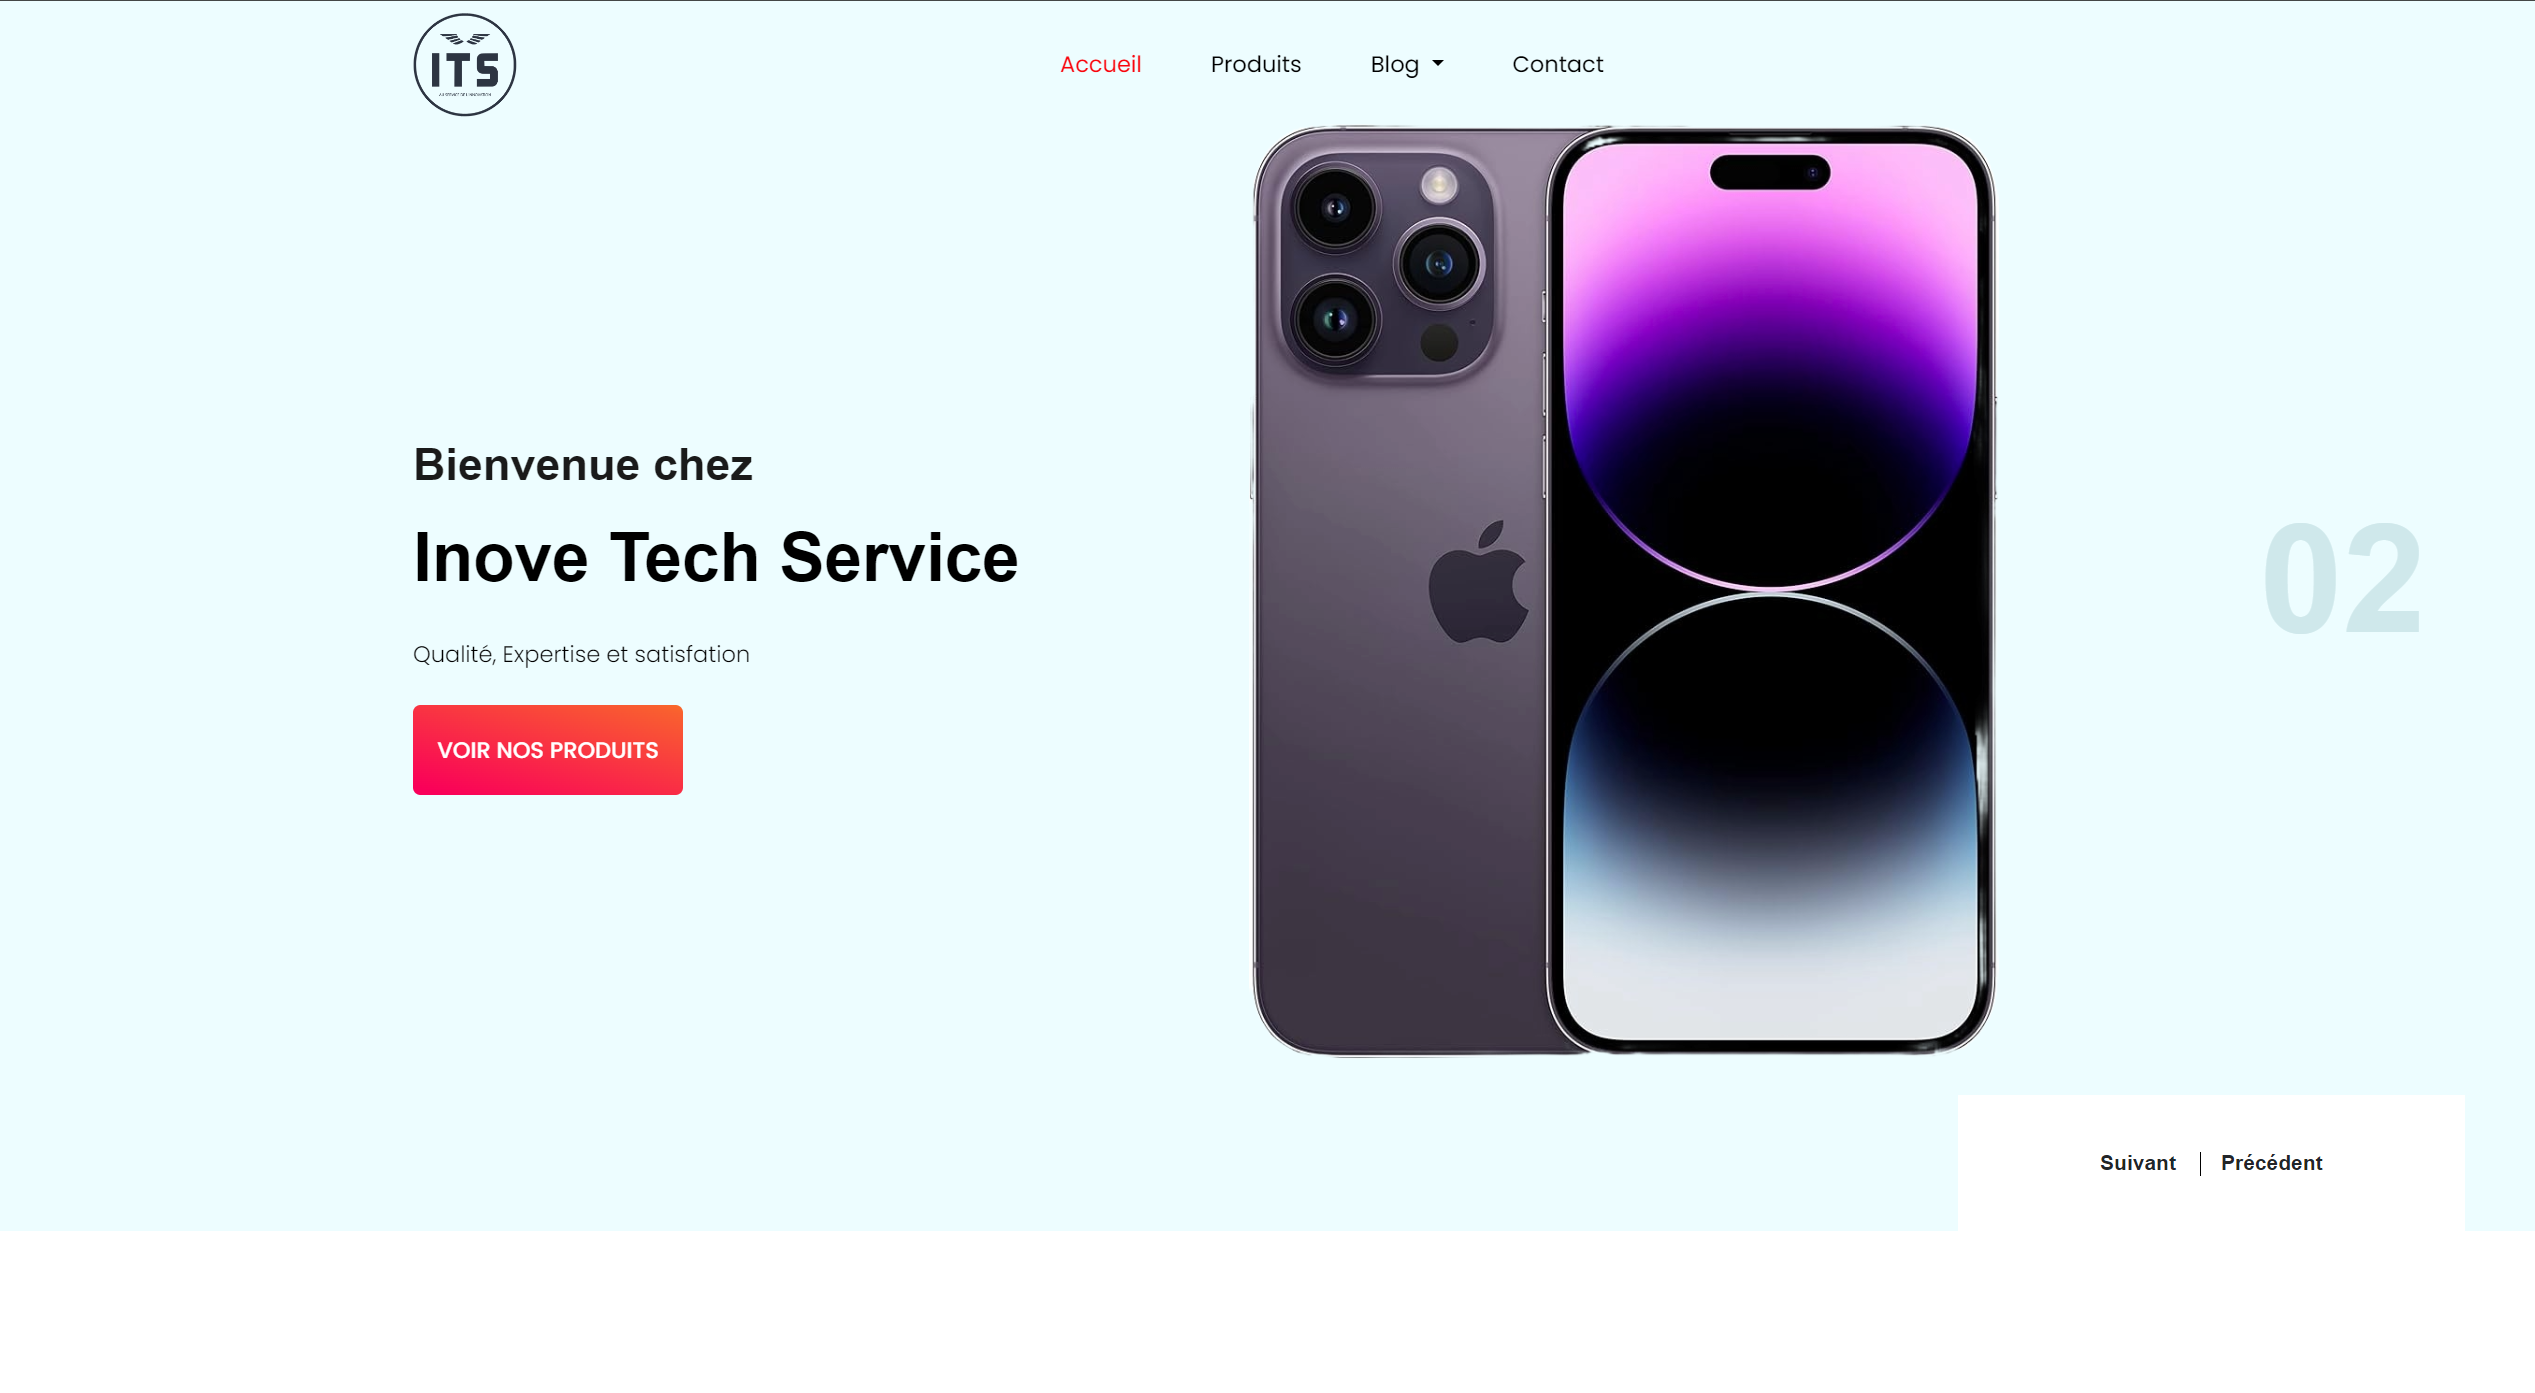 ITS
Accueil
Produits
Blog
Contact
Bienvenue chez
Inove Tech Service
Qualité, Expertise et satisfation
VOIR NOS PRODUITS
02
Suivant
Précédent